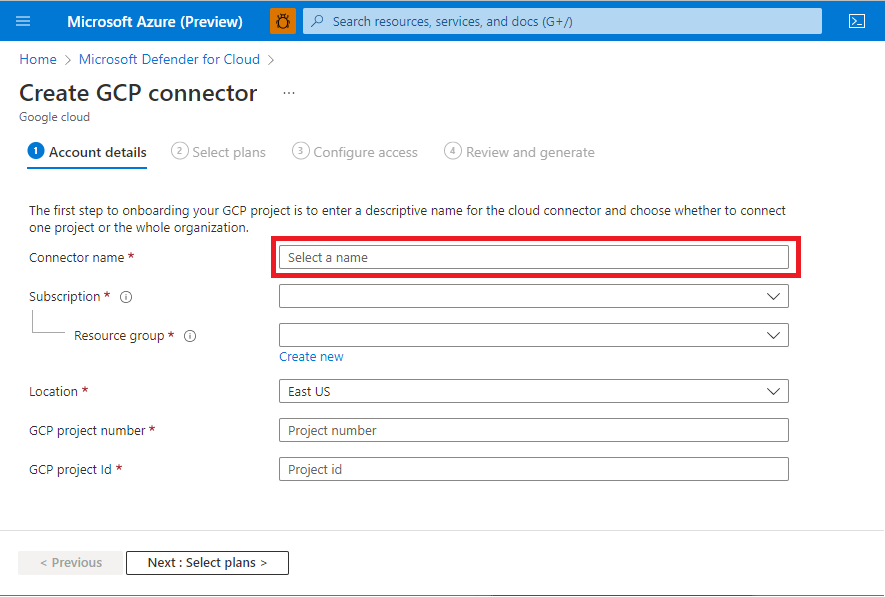 Microsoft Azure (Preview)
Search resources, services, and docs (G+/)
Home > Microsoft Defender for Cloud >
Create GCP connector ...
Google cloud
1 Account details 2 Select plans 3 Configure access 4 Review and generate
The first step to onboarding your GCP project is to enter a descriptive name for the cloud connector and choose whether to connect
one project or the whole organization.
Connector name * Select a name
Subscription *
Resource group *
Create new
Location * East US
GCP project number * Project number
GCP project Id * Project id
< Previous Next : Select plans >